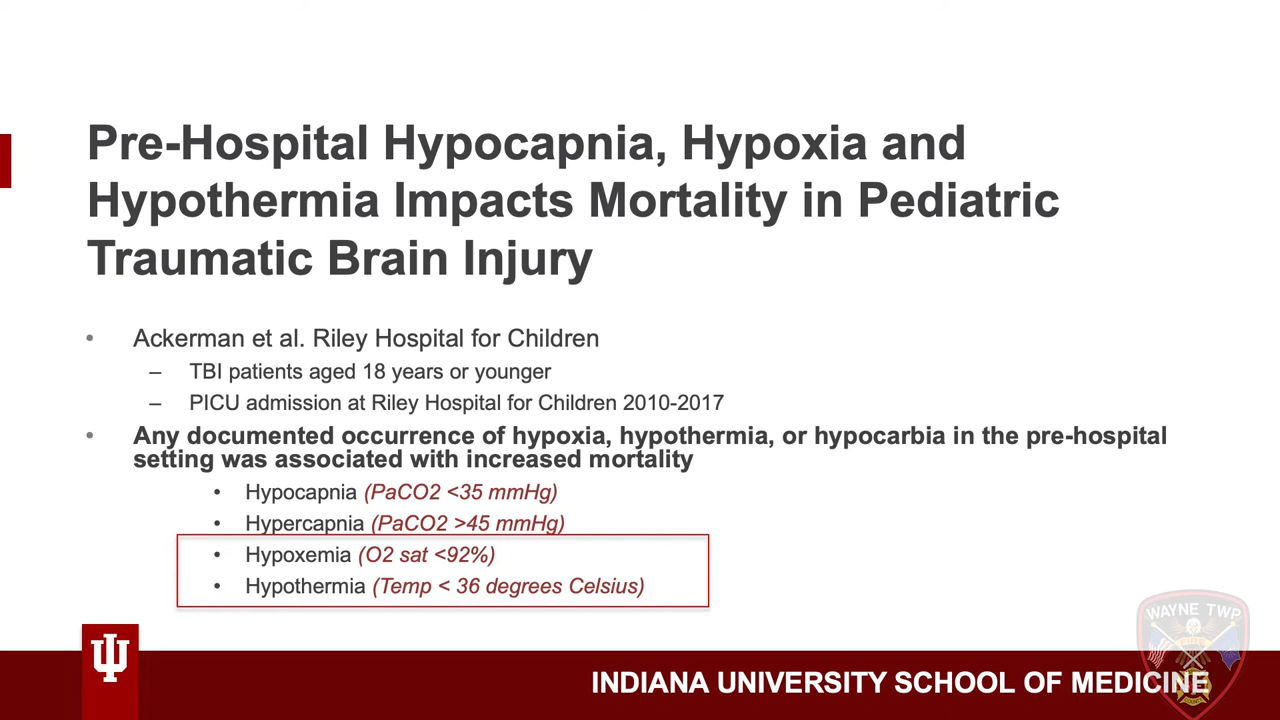 Pre-Hospital Hypocapnia, Hypoxia and
Hypothermia Impacts Mortality in Pediatric
Traumatic Brain Injury
• Ackerman et al. Riley Hospital for Children
– TBI patients aged 18 years or younger
– PICU admission at Riley Hospital for Children 2010-2017
• Any documented occurrence of hypoxia, hypothermia, or hypocarbia in the pre-hospital
setting was associated with increased mortality
• Hypocapnia (PaCO2 <35 mmHg)
• Hypercapnia (PaCO2 >45 mmHg)
• Hypoxemia (O2 sat <92%)
• Hypothermia (Temp < 36 degrees Celsius)
WAYNE TWP
INDIANA UNIVERSITY SCHOOL OF MEDICINE